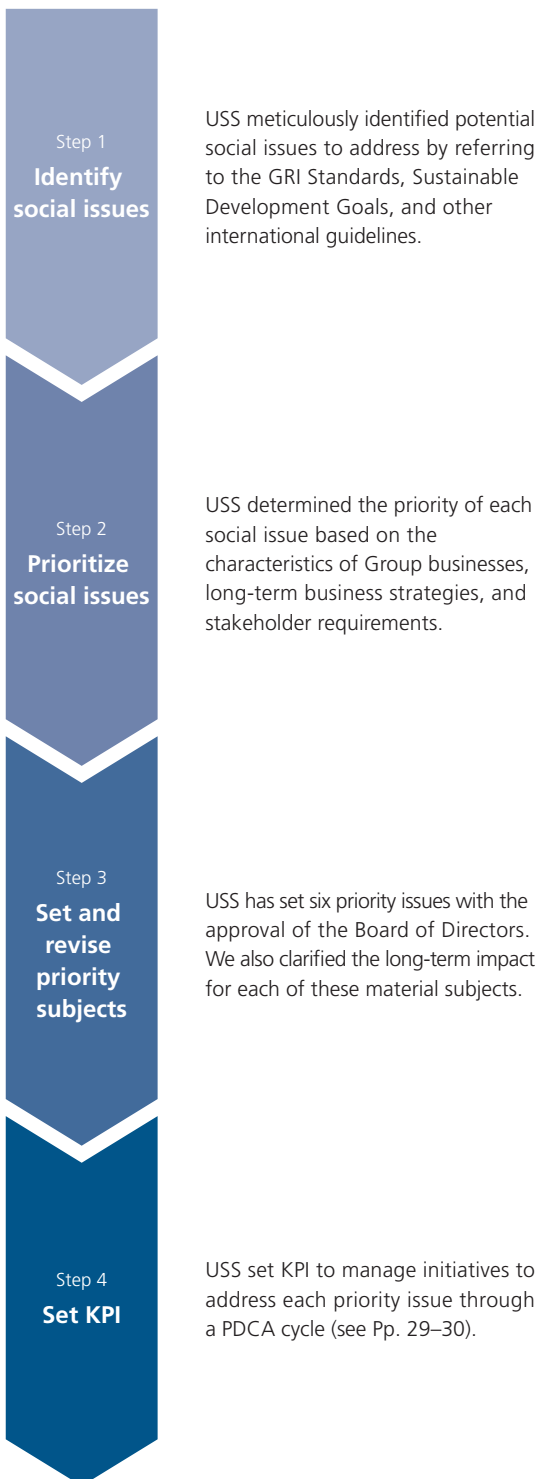 Step 1
Identify
social issues
USS meticulously identified potential
social issues to address by referring
to the GRI Standards, Sustainable
Development Goals, and other
international guidelines.
Step 2
Prioritize
social issues
USS determined the priority of each
social issue based on the
characteristics of Group businesses,
long-term business strategies, and
stakeholder requirements.
Step 3
Set and
revise
priority
subjects
USS has set six priority issues with the
approval of the Board of Directors.
We also clarified the long-term impact
for each of these material subjects.
Step 4
Set KPI
USS set KPI to manage initiatives to
address each priority issue through
a PDCA cycle (see Pp. 29–30).